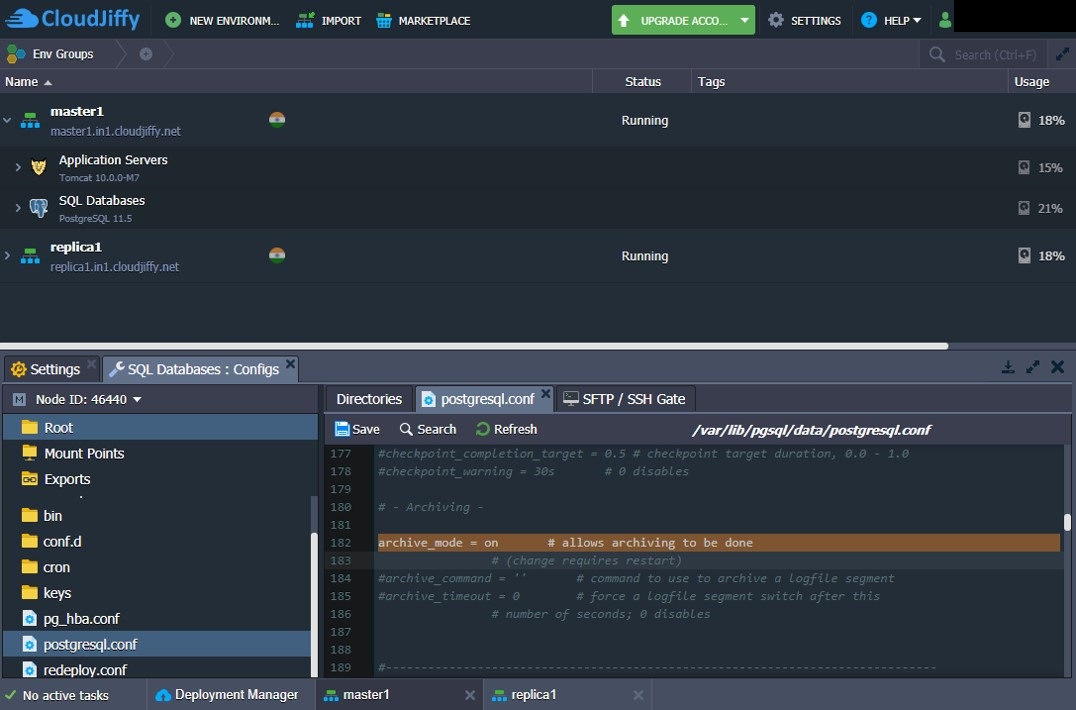 CloudJiffy NEW ENVIRONM... IMPORT MARKETPLACE UPGRADE ACCO... SETTINGS ? HELP
Env Groups Search (Ctrl+F)
Name Status Tags Usage
master1
master1.in1.cloudjiffy.net Running 18%
Application Servers
Tomcat 10.0.0-M7 15%
SQL Databases
PostgreSQL 11.5 21%
replica1
replica1.in1.cloudjiffy.net Running 18%
Settings SQL Databases : Configs
M Node ID: 46440
Root
Mount Points
Exports
bin
conf.d
cron
keys
pg_hba.conf
postgresql.conf
redeploy.conf
Directories postgresql.conf SFTP / SSH Gate
Save Search Refresh /var/lib/pgsql/data/postgresql.conf
177 #checkpoint_completion_target = 0.5 # checkpoint target duration, 0.0 - 1.0
178 #checkpoint_warning = 30s # 0 disables
179
180 # - Archiving -
181
182 archive_mode = on # allows archiving to be done
183 # (change requires restart)
184 #archive_command = '' # command to use to archive a logfile segment
185 #archive_timeout = 0 # force a logfile segment switch after this
186 # number of seconds; 0 disables
187
188
189 #------------------------------------------------------------------------------
No active tasks Deployment Manager master1 replica1